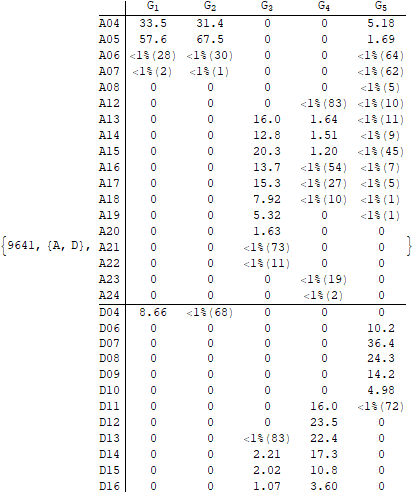 G1 G2 G3 G4 G5
A04 33.5 31.4 0 0 5.18
A05 57.6 67.5 0 0 1.69
A06 <1%(28) <1%(30) 0 0 <1%(64)
A07 <1%(2) <1%(1) 0 0 <1%(62)
A08 0 0 0 0 <1%(5)
A12 0 0 0 <1%(83) <1%(10)
A13 0 0 16.0 1.64 <1%(11)
A14 0 0 12.8 1.51 <1%(9)
A15 0 0 20.3 1.20 <1%(45)
A16 0 0 13.7 <1%(54) <1%(7)
A17 0 0 15.3 <1%(27) <1%(5)
A18 0 0 7.92 <1%(10) <1%(1)
A19 0 0 5.32 0 <1%(1)
A20 0 0 1.63 0 0
{9641, {A, D}, A21 0 0 <1%(73) 0 0 }
A22 0 0 <1%(11) 0 0
A23 0 0 0 <1%(19) 0
A24 0 0 0 <1%(2) 0
D04 8.66 <1%(68) 0 0 0
D06 0 0 0 0 10.2
D07 0 0 0 0 36.4
D08 0 0 0 0 24.3
D09 0 0 0 0 14.2
D10 0 0 0 0 4.98
D11 0 0 0 16.0 <1%(72)
D12 0 0 0 23.5 0
D13 0 0 <1%(83) 22.4 0
D14 0 0 2.21 17.3 0
D15 0 0 2.02 10.8 0
D16 0 0 1.07 3.60 0